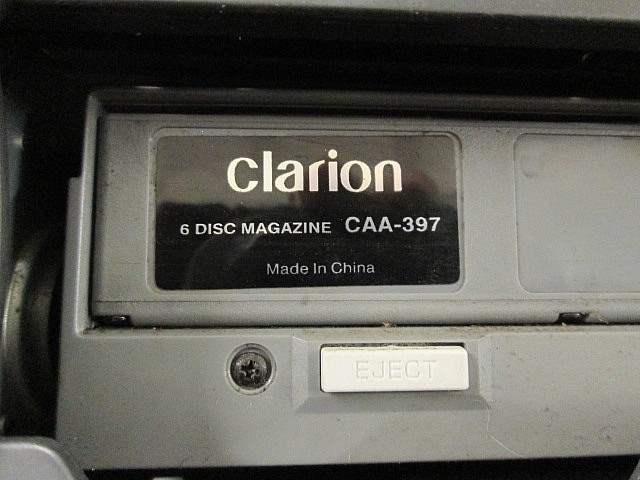 clarion
6 DISC MAGAZINE CAA-397
Made In China
EJECT